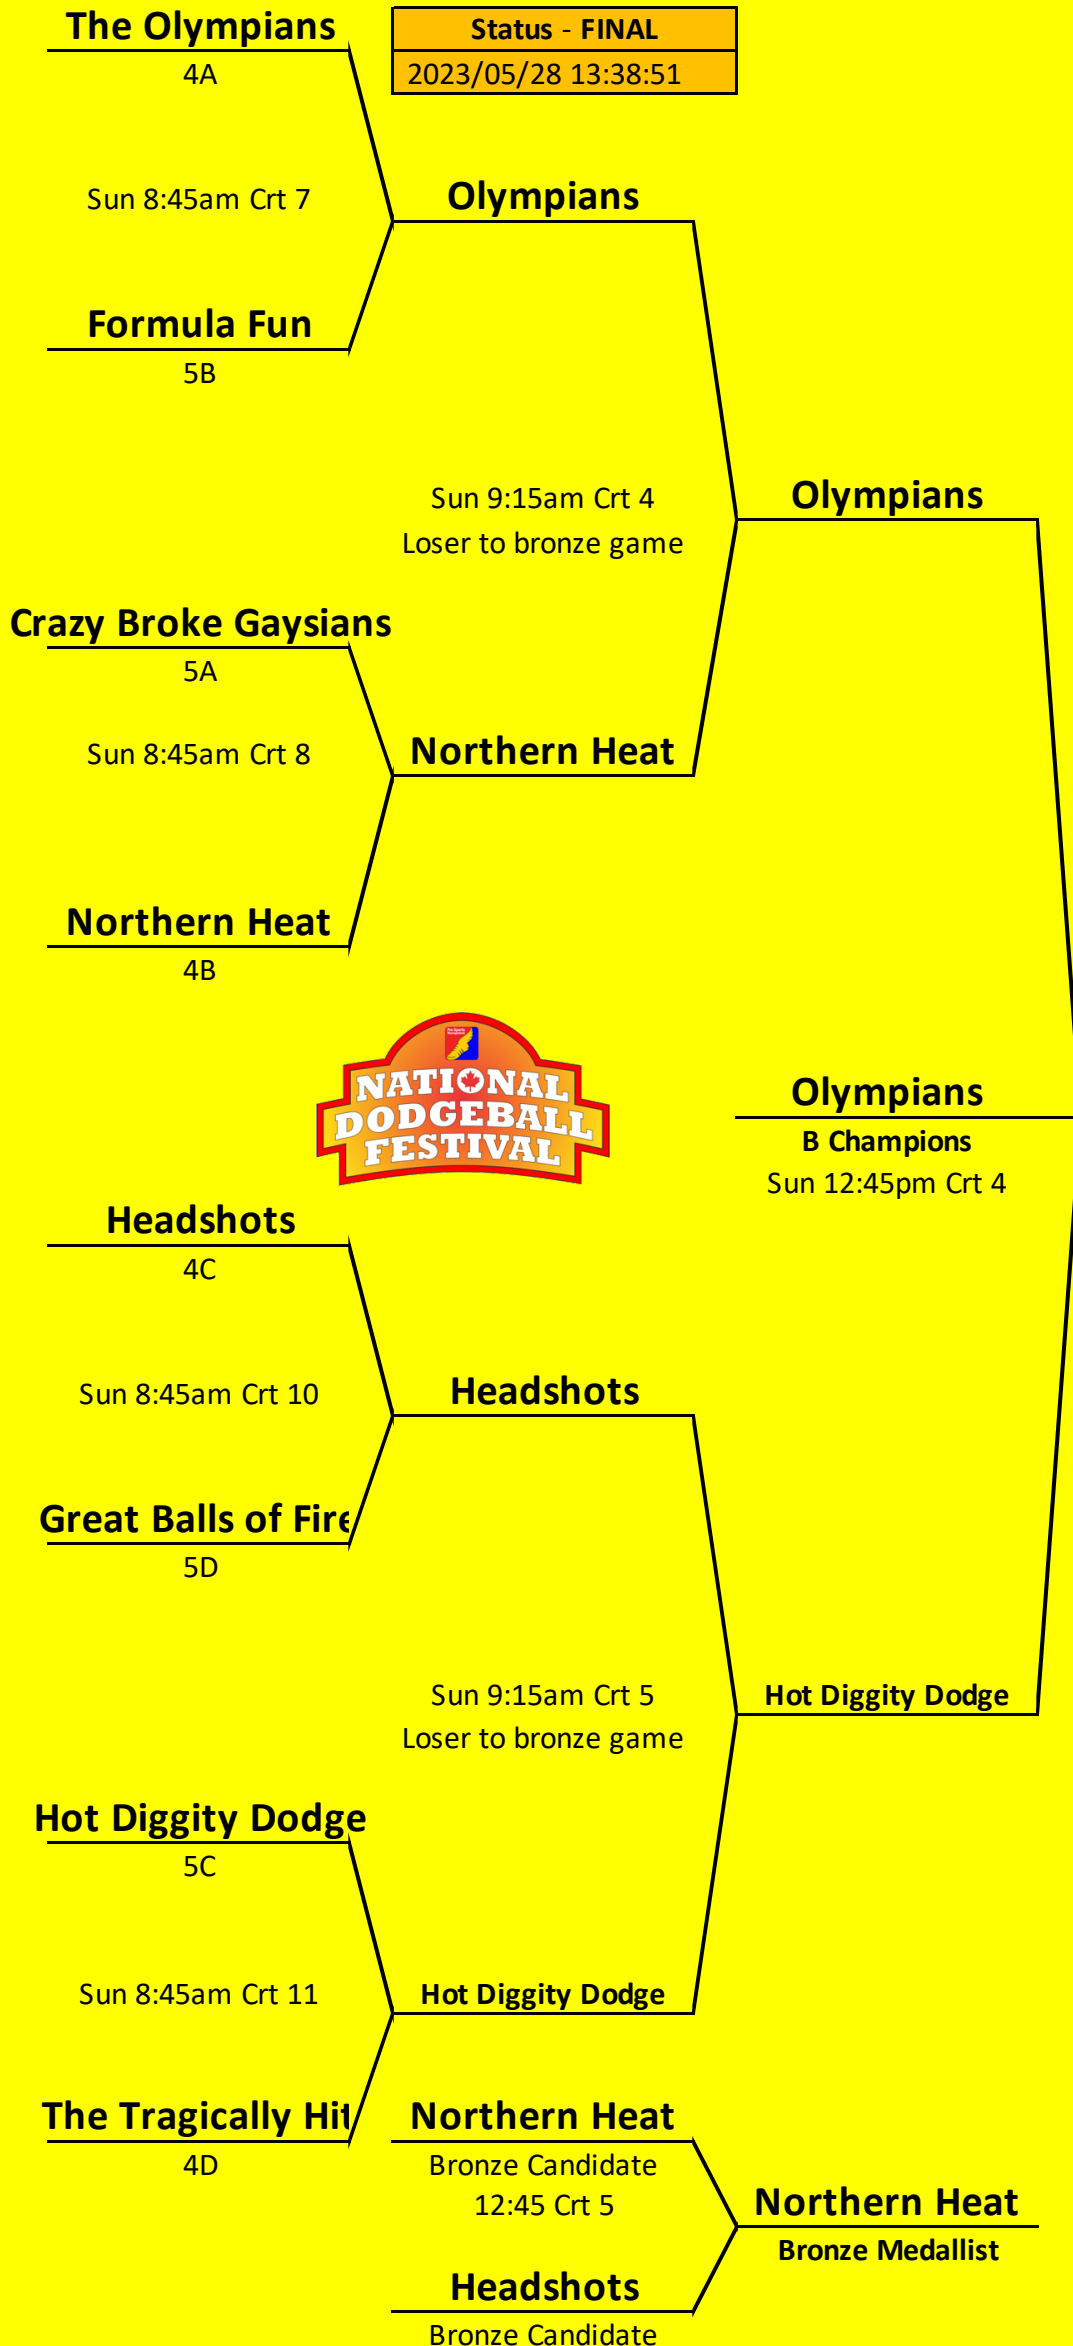 The Olympians
Status - FINAL
4A
2023/05/28 13:38:51
Sun 8:45am Crt 7
Olympians
Formula Fun
5B
Sun 9:15am Crt 4
Loser to bronze game
Olympians
Crazy Broke Gaysians
5A
Sun 8:45am Crt 8
Northern Heat
Northern Heat
4B
NATIONAL
DODGEBALL
FESTIVAL
Olympians
B Champions
Sun 12:45pm Crt 4
Headshots
4C
Sun 8:45am Crt 10
Headshots
Great Balls of Fire
5D
Sun 9:15am Crt 5
Loser to bronze game
Hot Diggity Dodge
Hot Diggity Dodge
5C
Sun 8:45am Crt 11
Hot Diggity Dodge
The Tragically Hit
4D
Northern Heat
Bronze Candidate
12:45 Crt 5
Northern Heat
Bronze Medallist
Headshots
Bronze Candidate